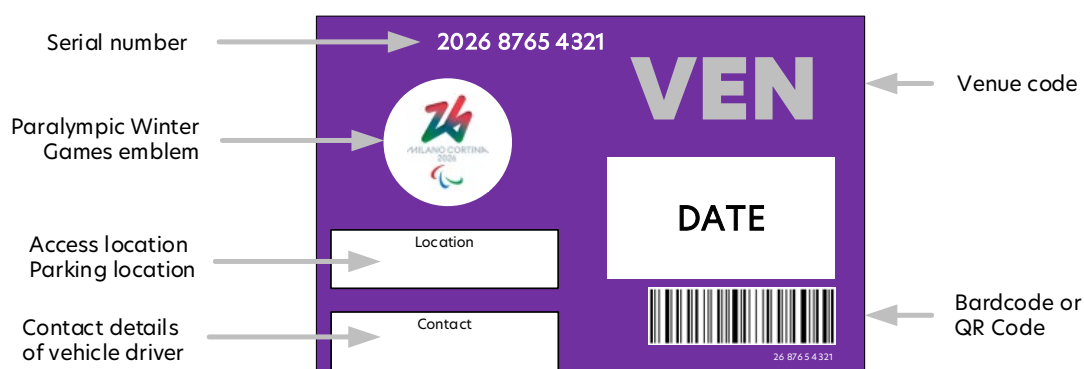 Serial number
2026 8765 4321
VEN
Venue code
Paralympic Winter
Games emblem
26
MILANO CORTINA
2026
DATE
Access location
Parking location
Location
Contact details
of vehicle driver
Contact
Bardcode or
QR Code
26 8765 4321